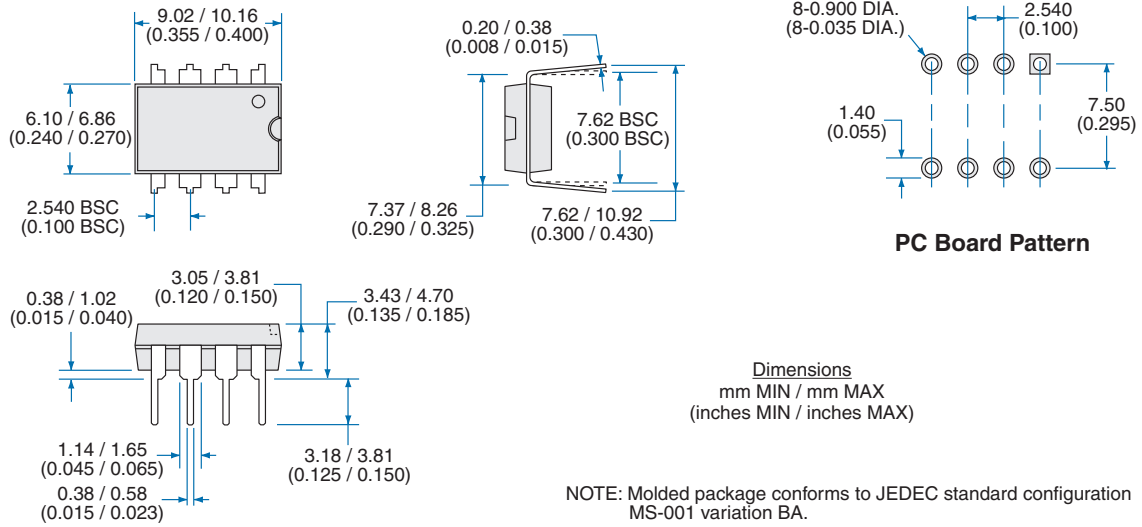 9.02 / 10.16
(0.355 / 0.400)
6.10 / 6.86
(0.240 / 0.270)
2.540 BSC
(0.100 BSC)
0.20 / 0.38
(0.008 / 0.015)
7.62 BSC
(0.300 BSC)
7.37 / 8.26
(0.290 / 0.325)
7.62 / 10.92
(0.300 / 0.430)
8-0.900 DIA.
(8-0.035 DIA.)
2.540
(0.100)
1.40
(0.055)
7.50
(0.295)
PC Board Pattern
0.38 / 1.02
(0.015 / 0.040)
3.05 / 3.81
(0.120 / 0.150)
3.43 / 4.70
(0.135 / 0.185)
1.14 / 1.65
(0.045 / 0.065)
0.38 / 0.58
(0.015 / 0.023)
3.18 / 3.81
(0.125 / 0.150)
Dimensions
mm MIN / mm MAX
(inches MIN / inches MAX)
NOTE: Molded package conforms to JEDEC standard configuration
MS-001 variation BA.